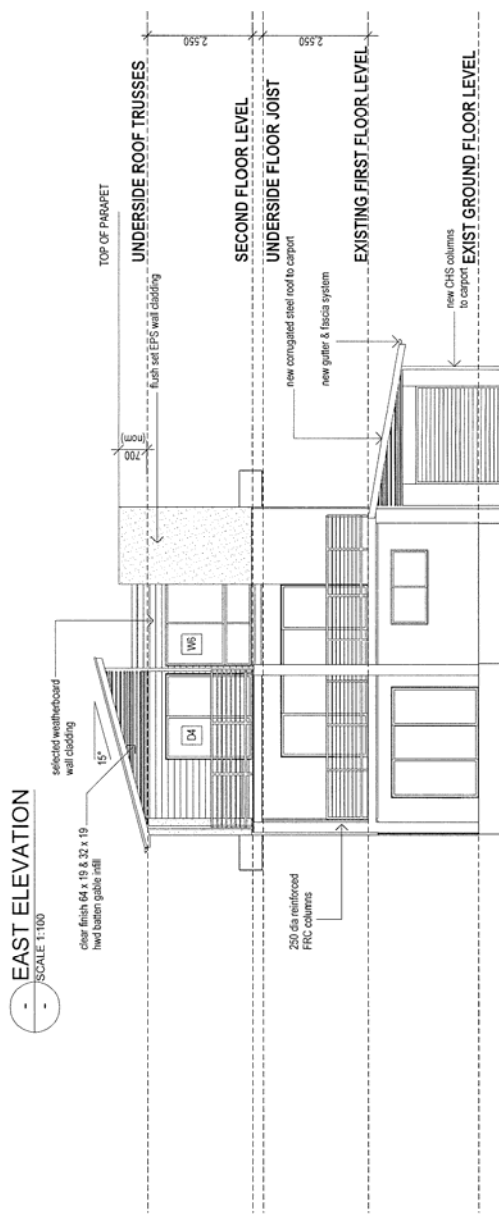 EAST ELEVATION
SCALE 1:100
-
-
TOP OF PARAPET
UNDERSIDE ROOF TRUSSES
SECOND FLOOR LEVEL
UNDERSIDE FLOOR JOIST
EXISTING FIRST FLOOR LEVEL
EXIST GROUND FLOOR LEVEL
2.550
2.550
700
(nom)
selected weatherboard
wall cladding
clear finish 64 x 19 & 32 x 19
hwd batten gable infill
15°
flush set EPS wall cladding
D4
W6
250 dia reinforced
FRC columns
new corrugated steel roof to carport
new gutter & fascia system
new CHS columns
to carport